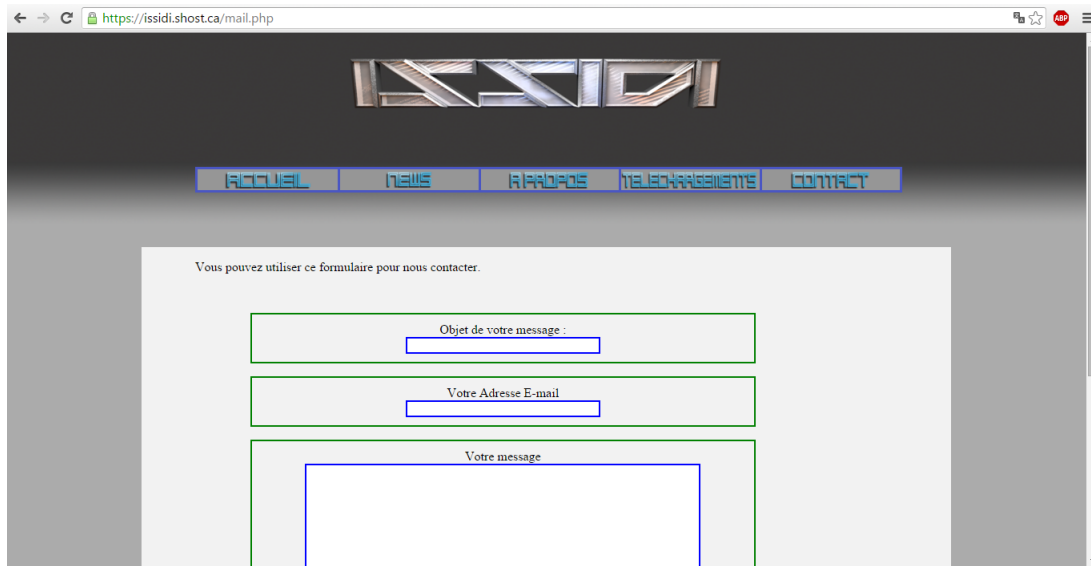 https://issidi.shost.ca/mail.php
ABP
ISSIDI
ACCUEIL NEWS A PROPOS TELECHARGEMENTS CONTACT
Vous pouvez utiliser ce formulaire pour nous contacter.
Objet de votre message :
Votre Adresse E-mail
Votre message